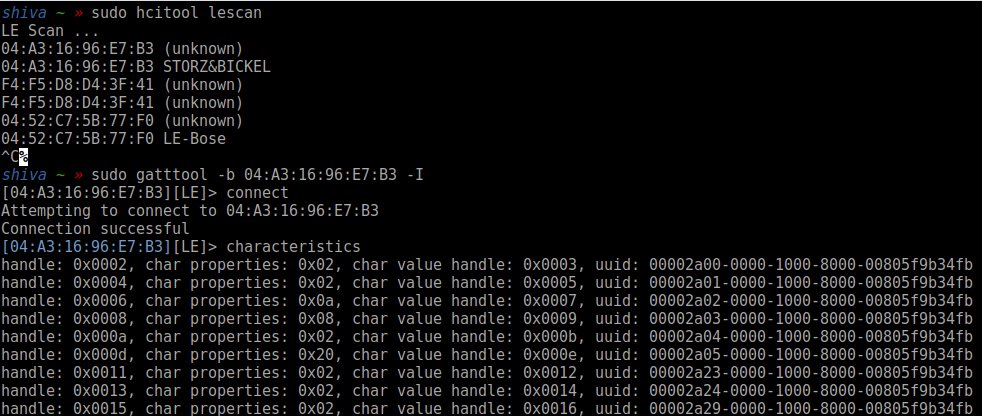 shiva ~ » sudo hcitool lescan
LE Scan ...
04:A3:16:96:E7:B3 (unknown)
04:A3:16:96:E7:B3 STORZ&BICKEL
F4:F5:D8:D4:3F:41 (unknown)
F4:F5:D8:D4:3F:41 (unknown)
04:52:C7:5B:77:F0 (unknown)
04:52:C7:5B:77:F0 LE-Bose
^C%
shiva ~ » sudo gatttool -b 04:A3:16:96:E7:B3 -I
[04:A3:16:96:E7:B3][LE]> connect
Attempting to connect to 04:A3:16:96:E7:B3
Connection successful
[04:A3:16:96:E7:B3][LE]> characteristics
handle: 0x0002, char properties: 0x02, char value handle: 0x0003, uuid: 00002a00-0000-1000-8000-00805f9b34fb
handle: 0x0004, char properties: 0x02, char value handle: 0x0005, uuid: 00002a01-0000-1000-8000-00805f9b34fb
handle: 0x0006, char properties: 0x0a, char value handle: 0x0007, uuid: 00002a02-0000-1000-8000-00805f9b34fb
handle: 0x0008, char properties: 0x08, char value handle: 0x0009, uuid: 00002a03-0000-1000-8000-00805f9b34fb
handle: 0x000a, char properties: 0x02, char value handle: 0x000b, uuid: 00002a04-0000-1000-8000-00805f9b34fb
handle: 0x000d, char properties: 0x20, char value handle: 0x000e, uuid: 00002a05-0000-1000-8000-00805f9b34fb
handle: 0x0011, char properties: 0x02, char value handle: 0x0012, uuid: 00002a23-0000-1000-8000-00805f9b34fb
handle: 0x0013, char properties: 0x02, char value handle: 0x0014, uuid: 00002a24-0000-1000-8000-00805f9b34fb
handle: 0x0015, char properties: 0x02, char value handle: 0x0016, uuid: 00002a29-0000-1000-8000-00805f9b34fb